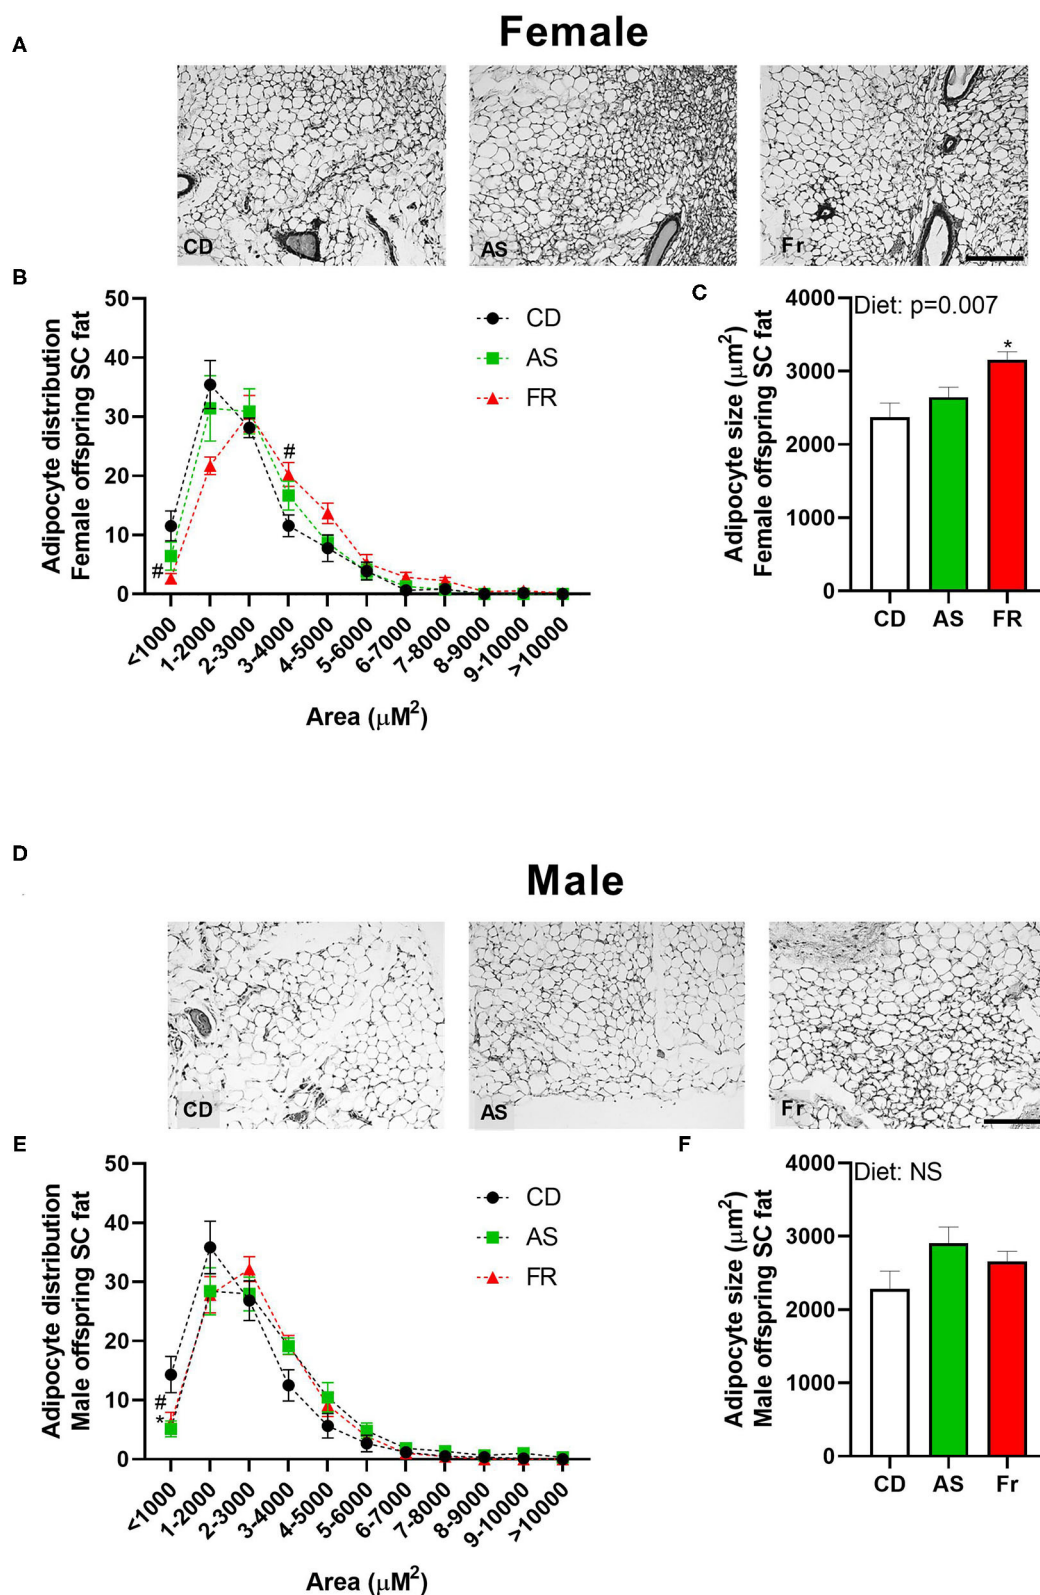 Female
A
CD
AS
Fr
B
50
40
30
20
10
0
Adipocyte distribution
Female offspring SC fat
CD
AS
FR
#
#
<1000
1-2000
2-3000
3-4000
4-5000
5-6000
6-7000
7-8000
8-9000
9-10000
>10000
Area (μM²)
C
4000
3000
2000
1000
0
Adipocyte size (μm²)
Female offspring SC fat
Diet: p=0.007
*
CD
AS
FR
D
Male
CD
AS
Fr
E
50
40
30
20
10
0
Adipocyte distribution
Male offspring SC fat
CD
AS
FR
#
*
<1000
1-2000
2-3000
3-4000
4-5000
5-6000
6-7000
7-8000
8-9000
9-10000
>10000
Area (μM²)
F
4000
3000
2000
1000
0
Adipocyte size (μm²)
Male offspring SC fat
Diet: NS
CD
AS
Fr